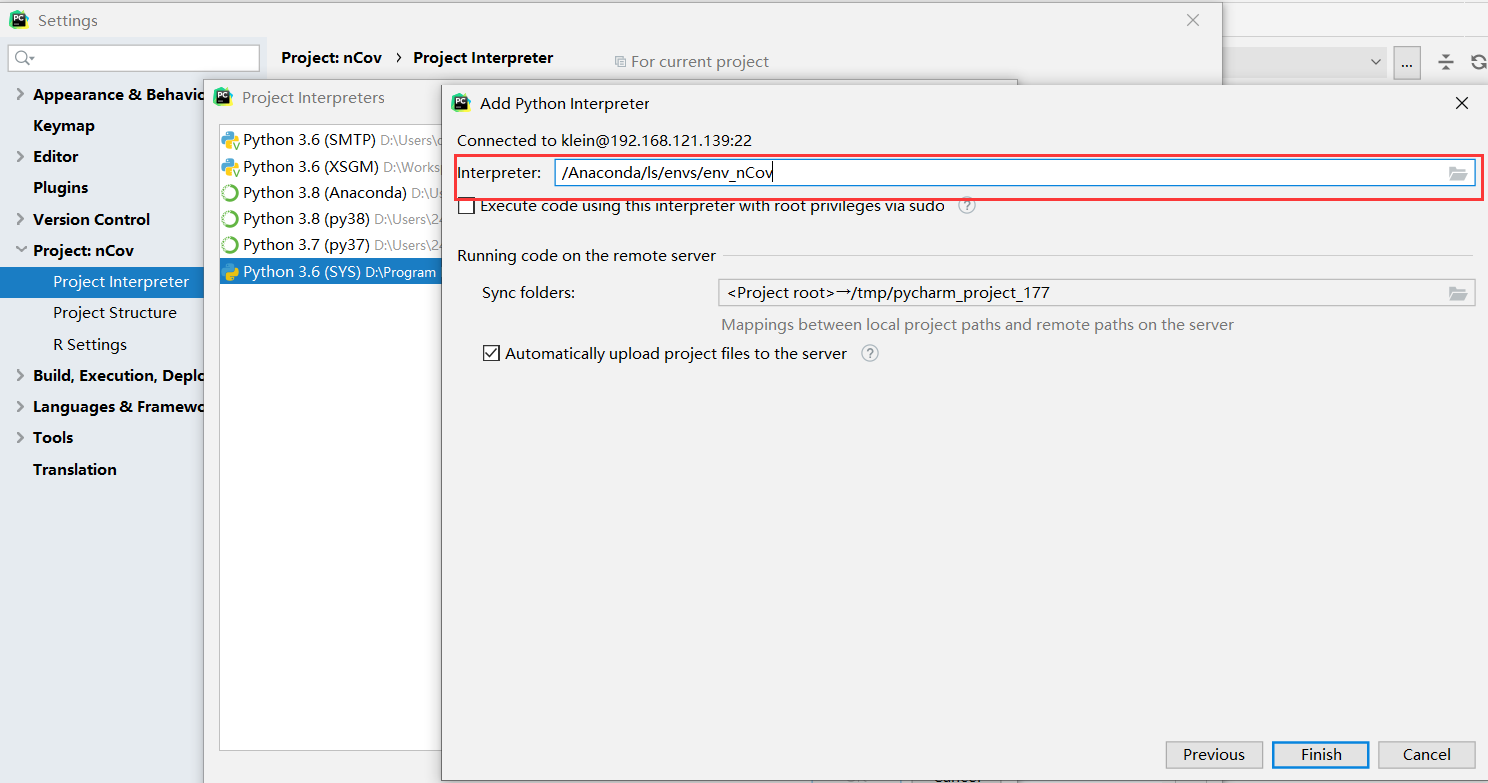 Settings
Project: nCov › Project Interpreter
For current project
...
Appearance & Behavic
Keymap
Editor
Plugins
Version Control
Project: nCov
Project Interpreter
Project Structure
R Settings
Build, Execution, Deplo
Languages & Framewo
Tools
Translation
Project Interpreters
Python 3.6 (SMTP) D:\Users\
Python 3.6 (XSGM) D:\Works
Python 3.8 (Anaconda) D:\Us
Python 3.8 (py38) D:\Users\24
Python 3.7 (py37) D:\Users\24
Python 3.6 (SYS) D:\Program
Add Python Interpreter
Connected to klein@192.168.121.139:22
Interpreter: /Anaconda/ls/envs/env_nCov
Execute code using this interpreter with root privileges via sudo ?
Running code on the remote server
Sync folders: <Project root>→/tmp/pycharm_project_177
Mappings between local project paths and remote paths on the server
Automatically upload project files to the server ?
Previous Finish Cancel